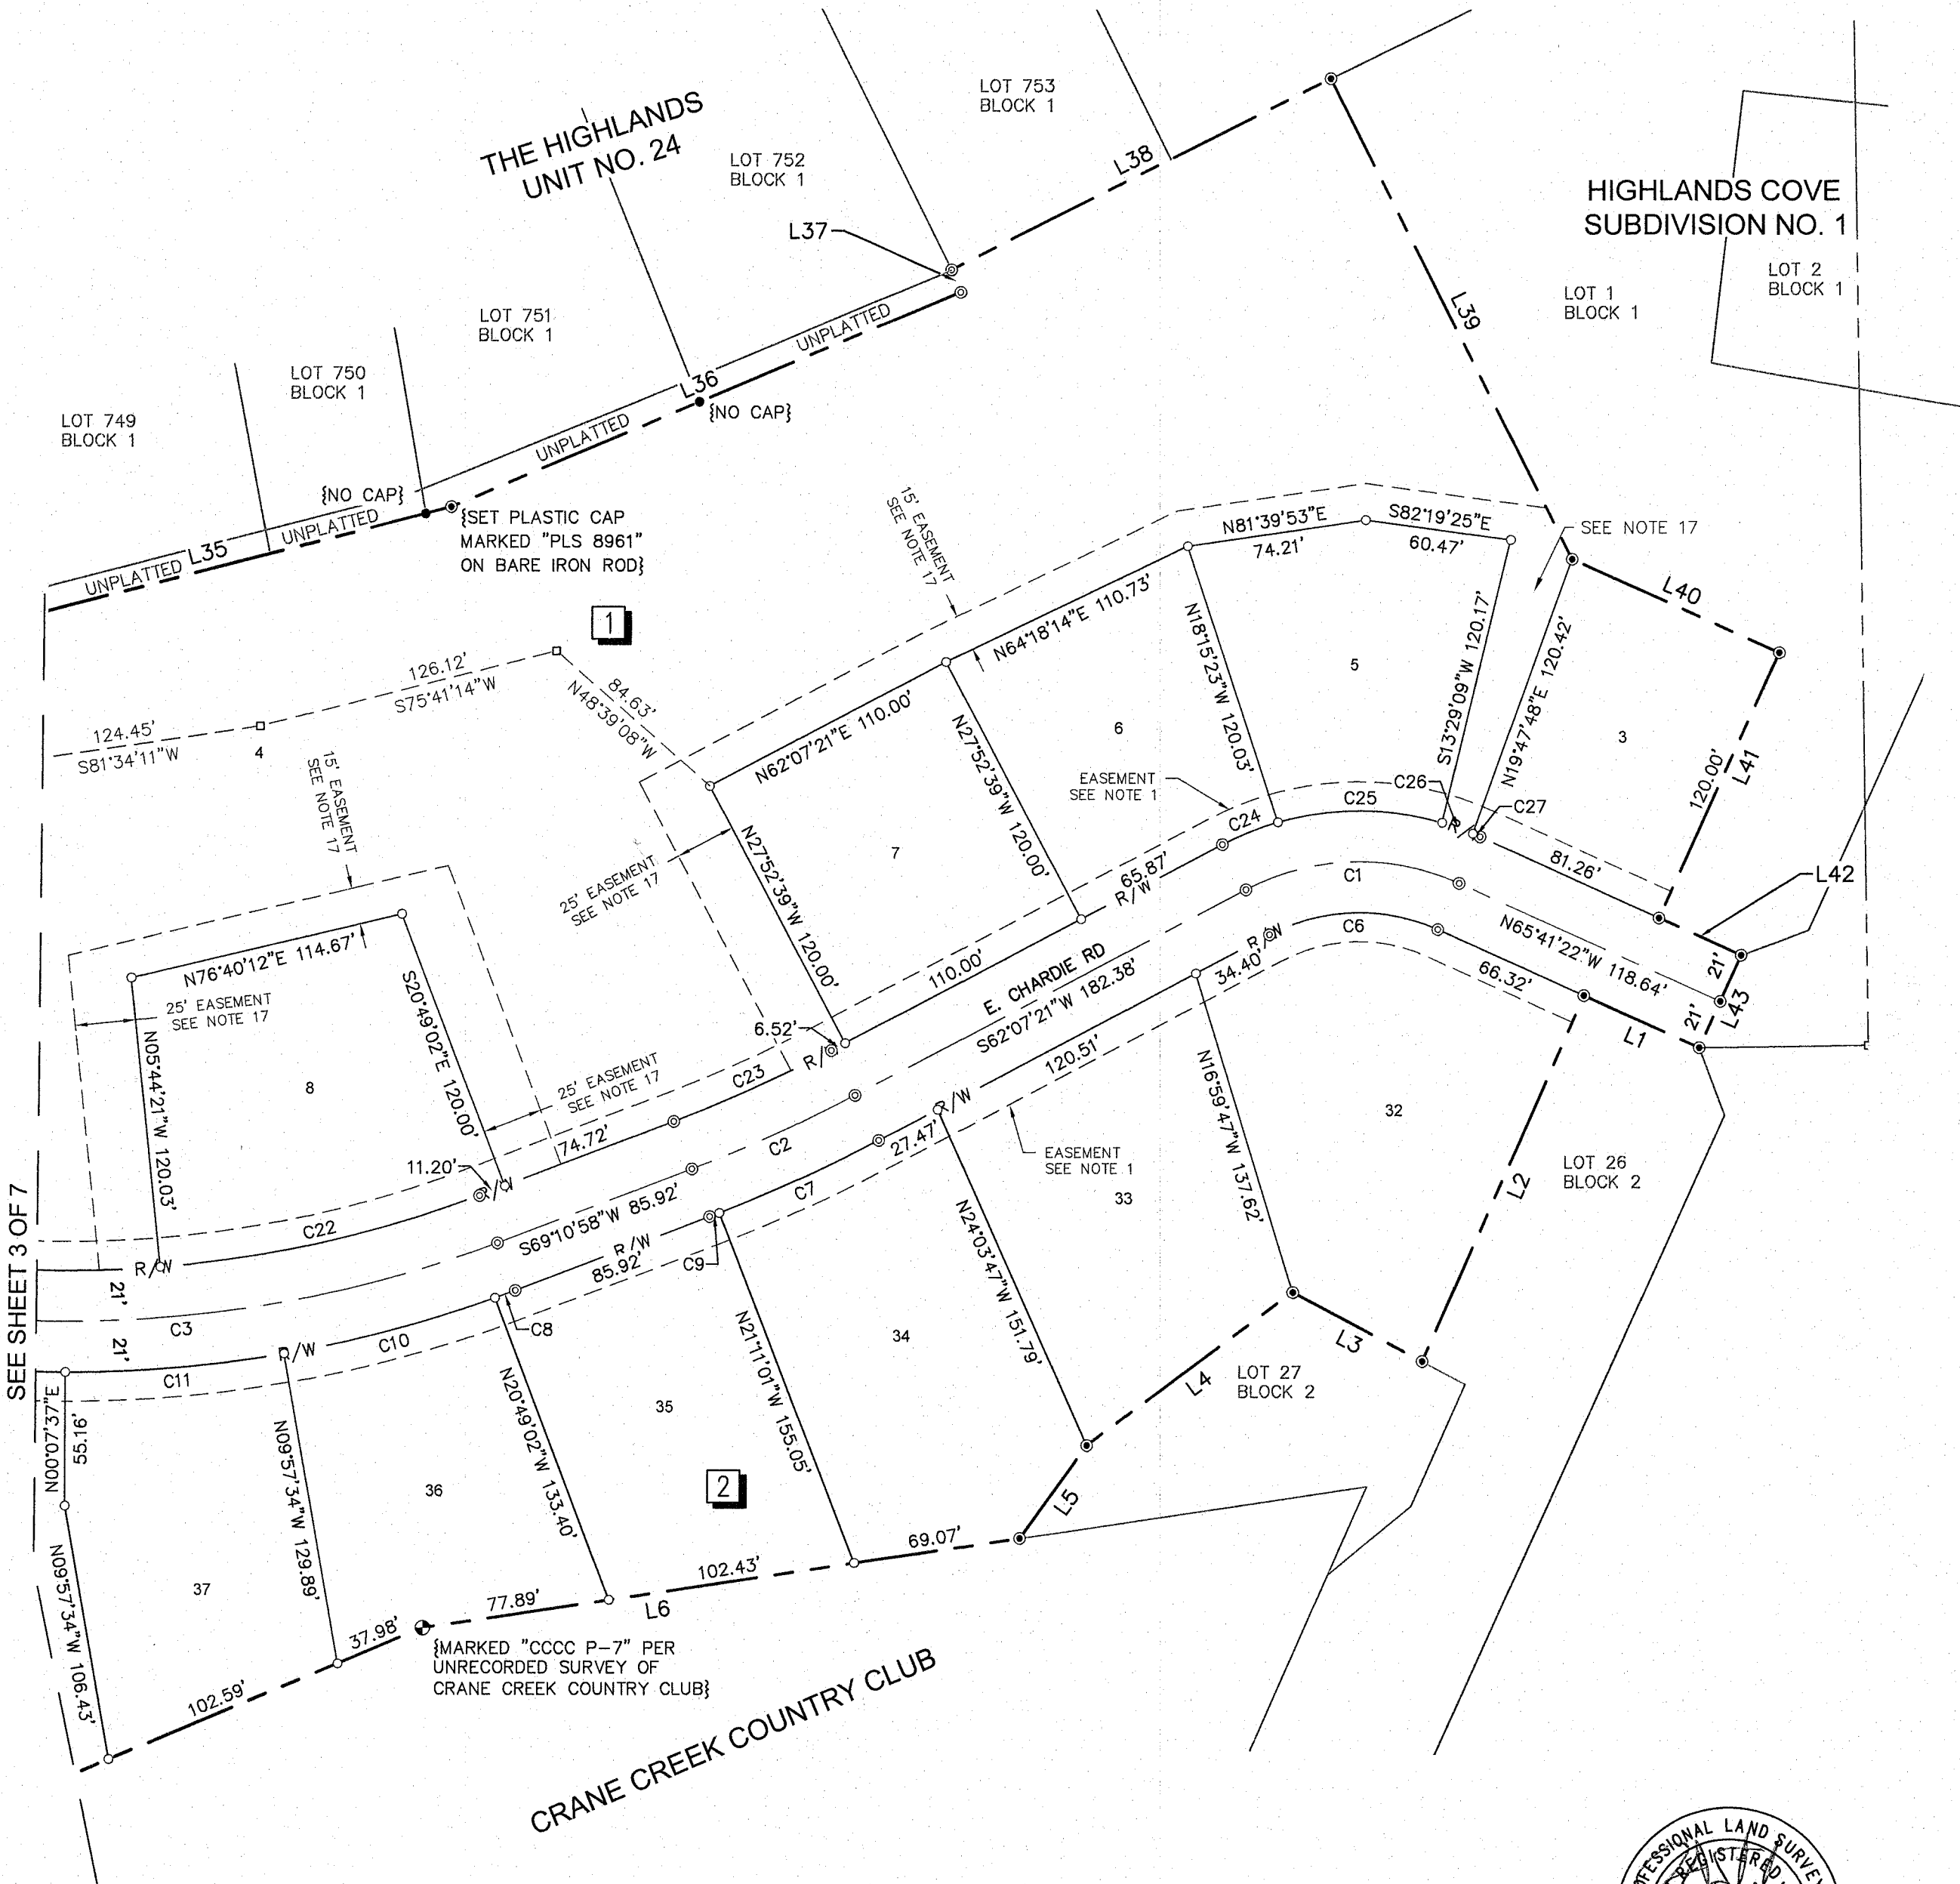 THE HIGHLANDS
UNIT NO. 24
LOT 753
BLOCK 1
LOT 752
BLOCK 1
L38
L37
HIGHLANDS COVE
SUBDIVISION NO. 1
LOT 2
BLOCK 1
LOT 1
BLOCK 1
L39
LOT 751
BLOCK 1
UNPLATTED
L36
{NO CAP}
LOT 750
BLOCK 1
LOT 749
BLOCK 1
UNPLATTED
{NO CAP}
UNPLATTED
L35
UNPLATTED
{SET PLASTIC CAP
MARKED "PLS 8961"
ON BARE IRON ROD}
1
15' EASEMENT
SEE NOTE 17
N81°39'53"E
74.21'
S82°19'25"E
60.47'
SEE NOTE 17
L40
N64°18'14"E 110.73'
N18°15'23"W 120.03'
5
S13°29'09"W 120.17'
N19°47'48"E 120.42'
3
L41
120.00'
126.12'
S75°41'14"W
84.63'
N48°39'08"W
124.45'
S81°34'11"W
4
15' EASEMENT
SEE NOTE 17
N62°07'21"E 110.00'
N27°52'39"W 120.00'
6
EASEMENT
SEE NOTE 1
C26
C27
C25
C24
R/W
81.26'
L42
7
N27°52'39"W 120.00'
25' EASEMENT
SEE NOTE 17
65.87'
R/W
C1
N65°41'22"W 118.64'
21'
L43
21'
C6
R/W
34.40'
66.32'
L1
110.00'
E. CHARDIE RD
S62°07'21"W 182.38'
6.52'
R/W
C23
N76°40'12"E 114.67'
25' EASEMENT
SEE NOTE 17
S20°49'02"E 120.00'
N05°44'21"W 120.03'
8
25' EASEMENT
SEE NOTE 17
74.72'
11.20'
R/W
C2
120.51'
R/W
27.47'
EASEMENT
SEE NOTE 1
N16°59'47"W 137.62'
32
L2
LOT 26
BLOCK 2
33
C22
R/W
S69°10'58"W 85.92'
R/W
85.92'
C7
C9
N24°03'47"W 151.79'
21'
C3
21'
C8
C10
R/W
C11
SEE SHEET 3 OF 7
N00°07'37"E
55.16'
N09°57'34"W 106.43'
37
N09°57'34"W 129.89'
36
N20°49'02"W 133.40'
35
N21°11'01"W 155.05'
34
2
L3
L4
LOT 27
BLOCK 2
L5
69.07'
102.43'
L6
77.89'
37.98'
102.59'
{MARKED "CCCC P-7" PER
UNRECORDED SURVEY OF
CRANE CREEK COUNTRY CLUB}
CRANE CREEK COUNTRY CLUB
LAND
REGISTERED